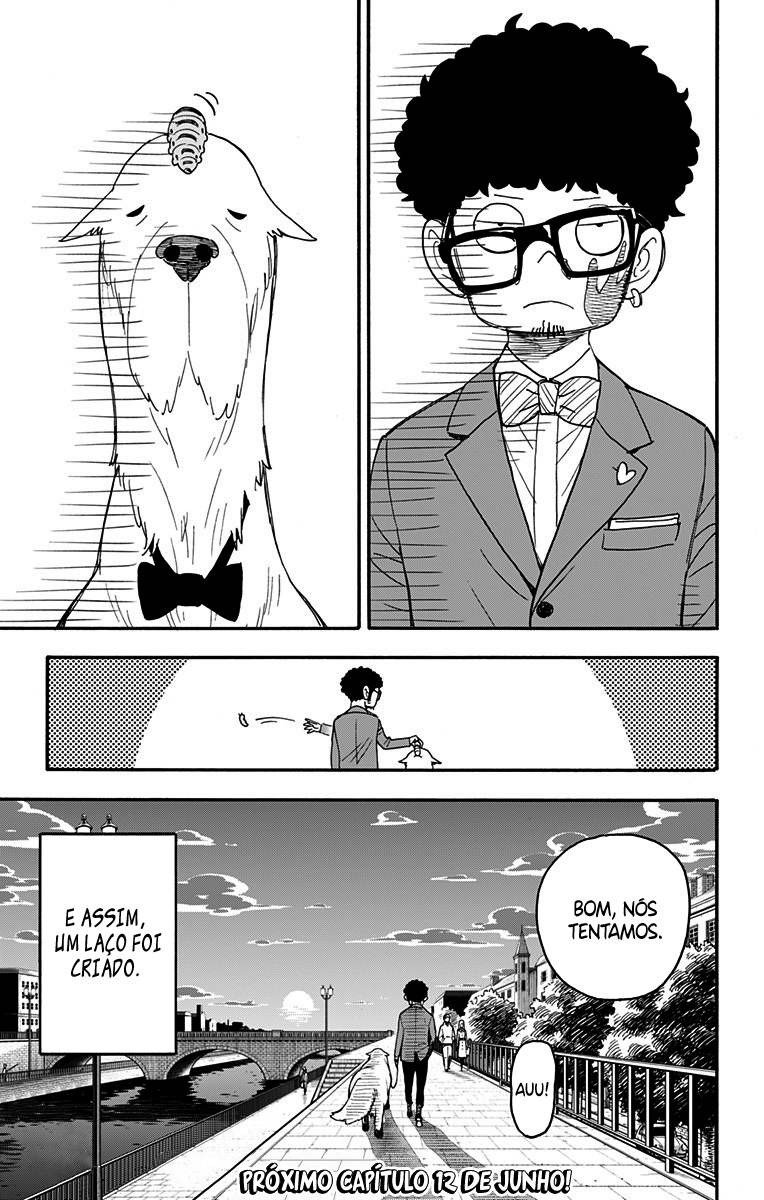 BOM, NÓS
TENTAMOS.
E ASSIM,
UM LAÇO FOI
CRIADO.
AUU!
PRÓXIMO CAPÍTULO 12 DE JUNHO!